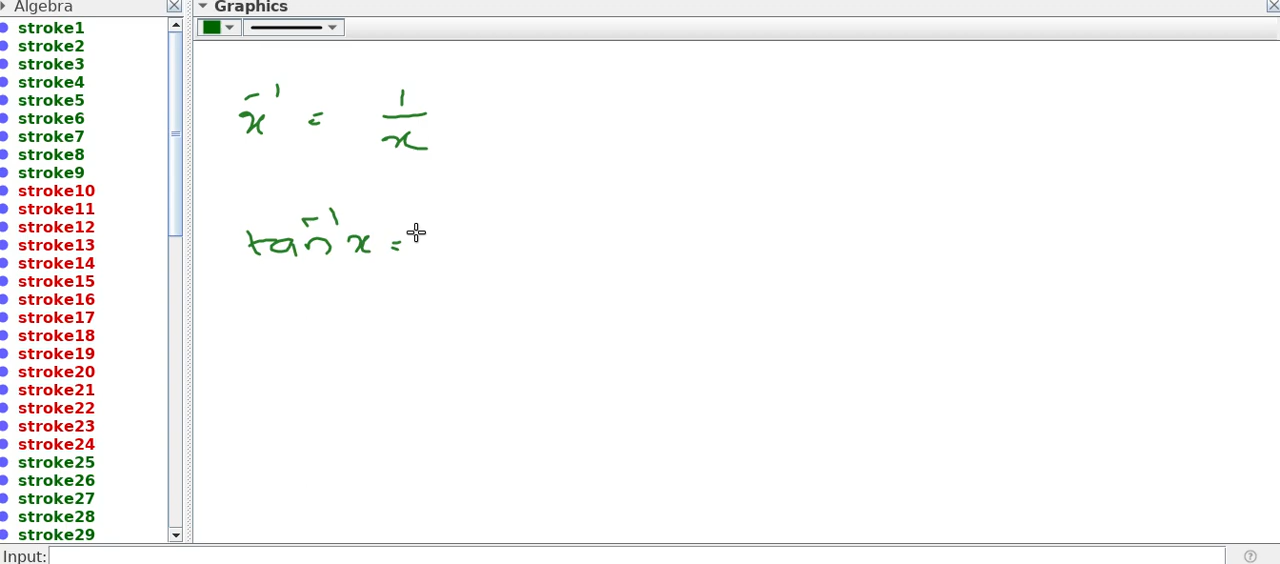 Algebra
Graphics
stroke1
stroke2
stroke3
stroke4
stroke5
stroke6
stroke7
stroke8
stroke9
stroke10
stroke11
stroke12
stroke13
stroke14
stroke15
stroke16
stroke17
stroke18
stroke19
stroke20
stroke21
stroke22
stroke23
stroke24
stroke25
stroke26
stroke27
stroke28
stroke29
x⁻¹ = 1/x
tan⁻¹ x =
Input: